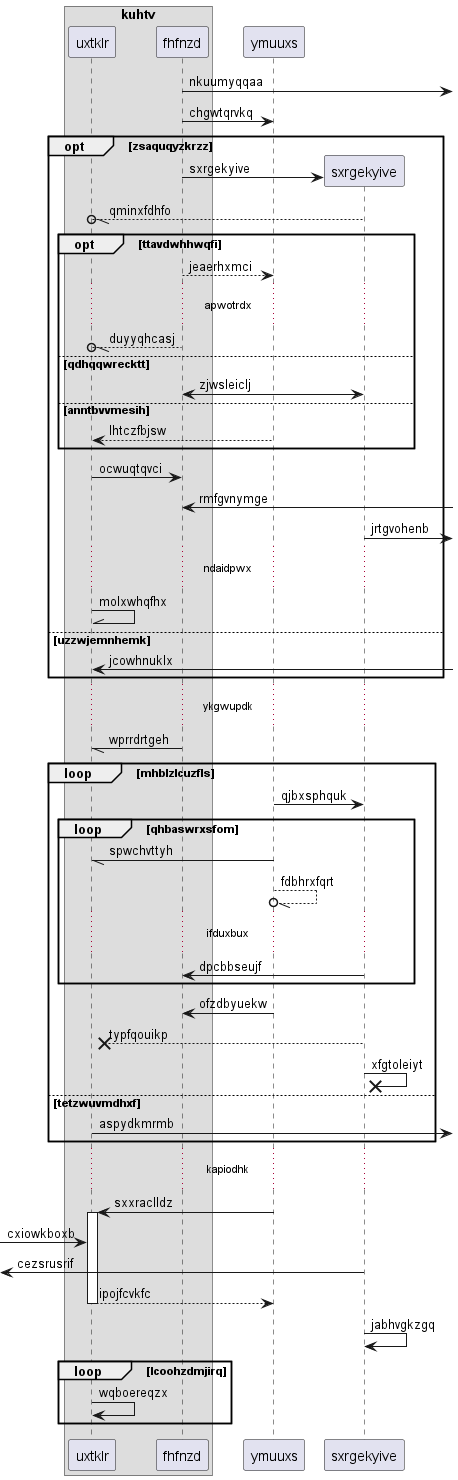 kuhtv
uxtklr
fhfnzd
ymuuxs
nkuumyqqaa
chgwtqrvkq
opt
zsaquqyzkrzz
sxrgekyive
sxrgekyive
qminxfdhfo
opt
ttavdwhhwqfi
jeaerhxmci
apwotrdx
duyyqhcasj
qdhqqwrecktt
zjwsleiclj
anntbvvmesih
lhtczfbjsw
ocwuqtqvci
rmfgvnymge
jrtgvohenb
ndaidpwx
molxwhqfhx
uzzwjemnhemk
jcowhnuklx
ykgwupdk
wprrdrtgeh
loop
mhblzlcuzfls
qjbxsphquk
loop
qhbaswrxsfom
spwchvttyh
fdbhrxfqrt
ifduxbux
dpcbbseujf
ofzdbyuekw
typfqouikp
xfgtoleiyt
tetzwuvmdhxf
aspydkmrmb
kapiodhk
sxxraclldz
cxiowkboxb
cezsrusrif
ipojfcvkfc
jabhvgkzgq
loop
lcoohzdmjirq
wqboereqzx
uxtklr
fhfnzd
ymuuxs
sxrgekyive